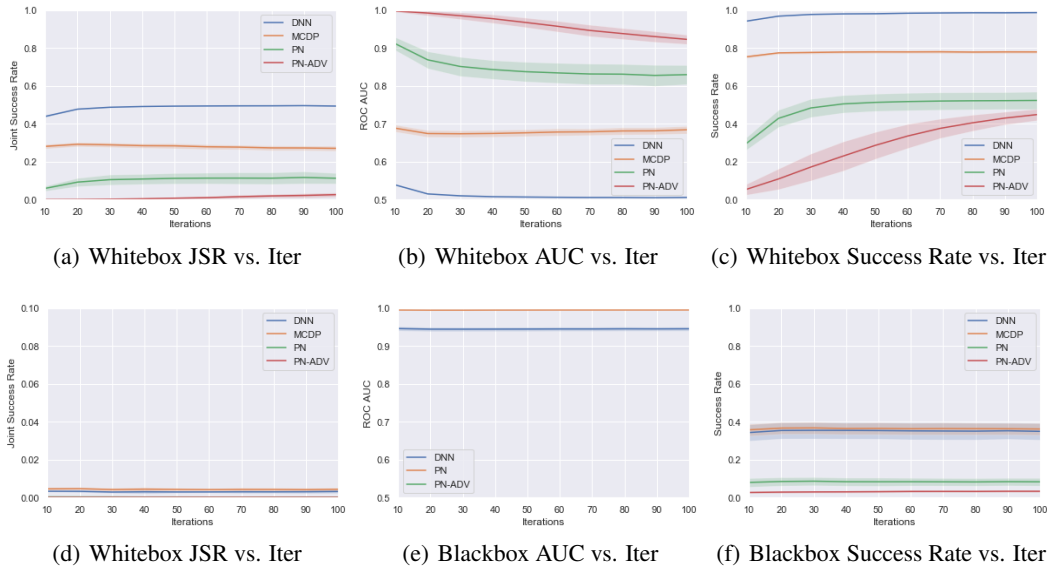 1.0
0.8
0.6
0.4
0.2
0.0
Joint Success Rate
DNN
MCDP
PN
PN-ADV
10 20 30 40 50 60 70 80 90 100
Iterations
(a) Whitebox JSR vs. Iter
1.0
0.9
0.8
0.7
0.6
0.5
ROC AUC
DNN
MCDP
PN
PN-ADV
10 20 30 40 50 60 70 80 90 100
Iterations
(b) Whitebox AUC vs. Iter
1.0
0.8
0.6
0.4
0.2
0.0
Success Rate
DNN
MCDP
PN
PN-ADV
10 20 30 40 50 60 70 80 90 100
Iterations
(c) Whitebox Success Rate vs. Iter
0.10
0.08
0.06
0.04
0.02
0.00
Joint Success Rate
DNN
MCDP
PN
PN-ADV
10 20 30 40 50 60 70 80 90 100
Iterations
(d) Whitebox JSR vs. Iter
1.0
0.9
0.8
0.7
0.6
0.5
ROC AUC
DNN
PN
PN-ADV
10 20 30 40 50 60 70 80 90 100
Iterations
(e) Blackbox AUC vs. Iter
1.0
0.8
0.6
0.4
0.2
0.0
Success Rate
DNN
MCDP
PN
PN-ADV
10 20 30 40 50 60 70 80 90 100
Iterations
(f) Blackbox Success Rate vs. Iter